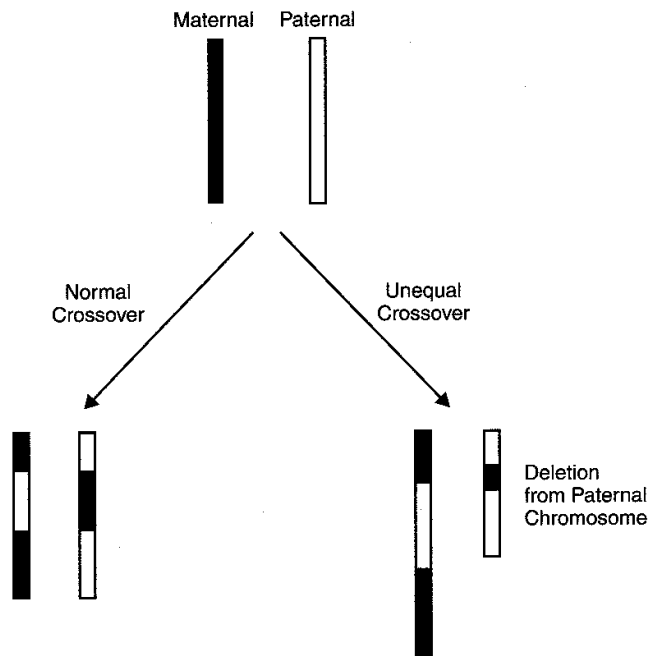 Maternal Paternal
Normal
Crossover
Unequal
Crossover
Deletion
from Paternal
Chromosome